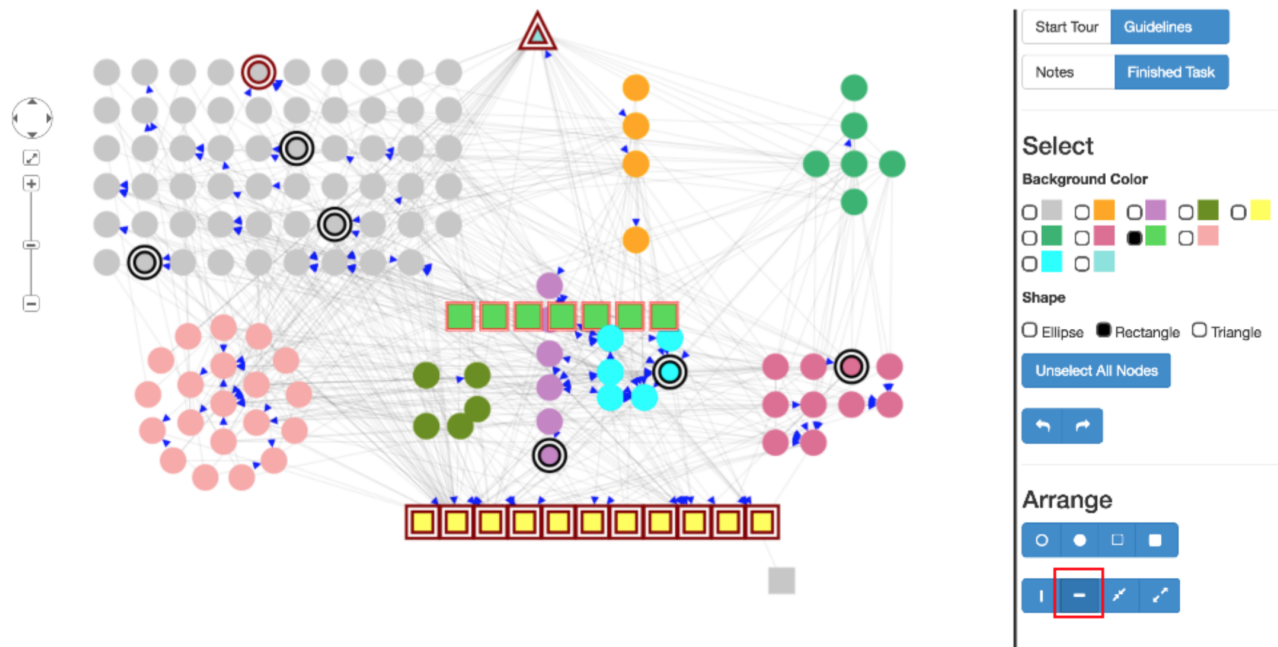 Start Tour Guidelines
Notes Finished Task
Select
Background Color
Shape
Ellipse Rectangle Triangle
Unselect All Nodes
Arrange